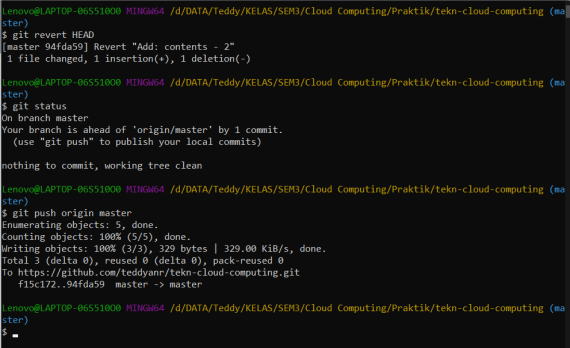 Lenovo@LAPTOP-06S51000 MINGW64 /d/DATA/Teddy/KELAS/SEM3/Cloud Computing/Praktik/tekn-cloud-computing (ma
ster)
$ git revert HEAD
[master 94fda59] Revert "Add: contents - 2"
1 file changed, 1 insertion(+), 1 deletion(-)
Lenovo@LAPTOP-06S51000 MINGW64 /d/DATA/Teddy/KELAS/SEM3/Cloud Computing/Praktik/tekn-cloud-computing (ma
ster)
$ git status
On branch master
Your branch is ahead of 'origin/master' by 1 commit.
(use "git push" to publish your local commits)
nothing to commit, working tree clean
Lenovo@LAPTOP-06S51000 MINGW64 /d/DATA/Teddy/KELAS/SEM3/Cloud Computing/Praktik/tekn-cloud-computing (ma
ster)
$ git push origin master
Enumerating objects: 5, done.
Counting objects: 100% (5/5), done.
Writing objects: 100% (3/3), 329 bytes | 329.00 KiB/s, done.
Total 3 (delta 0), reused 0 (delta 0), pack-reused 0
To https://github.com/teddyanr/tekn-cloud-computing.git
f15c172..94fda59 master -> master
Lenovo@LAPTOP-06S51000 MINGW64 /d/DATA/Teddy/KELAS/SEM3/Cloud Computing/Praktik/tekn-cloud-computing (ma
ster)
$